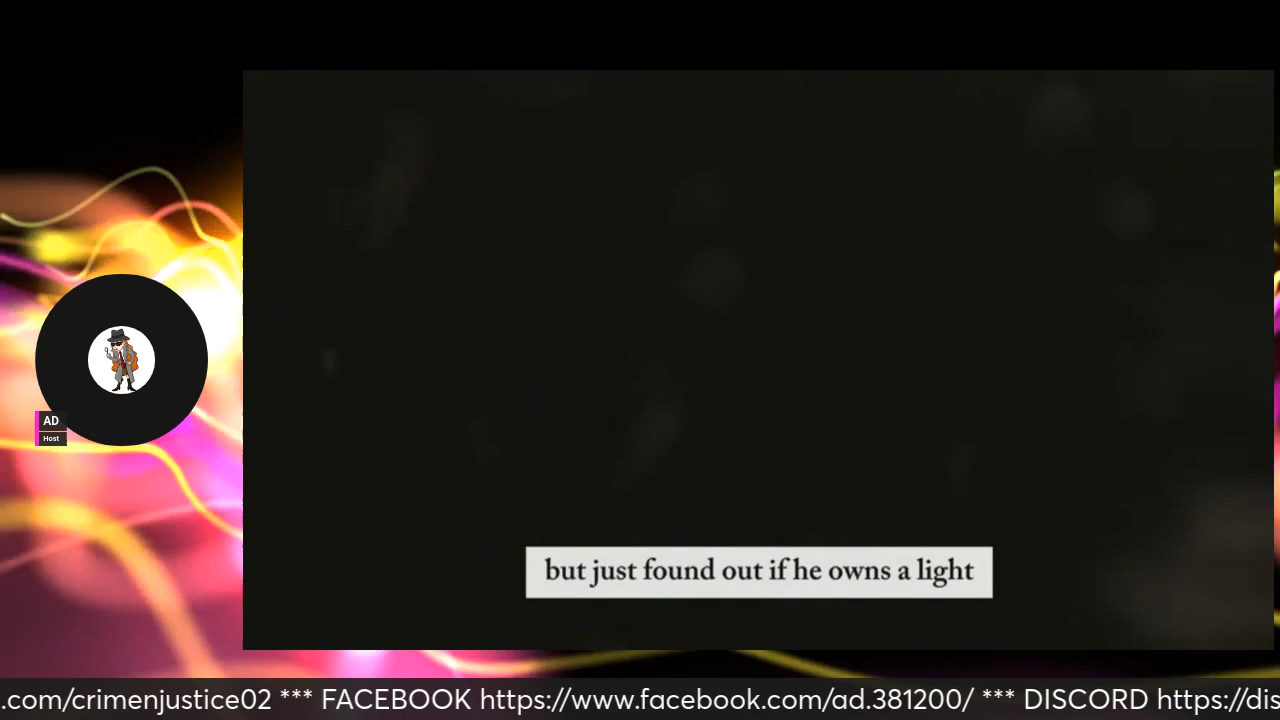 AD
Host
but just found out if he owns a light
.com/crimenjustice02 *** FACEBOOK https://www.facebook.com/ad.381200/ *** DISCORD https://dis